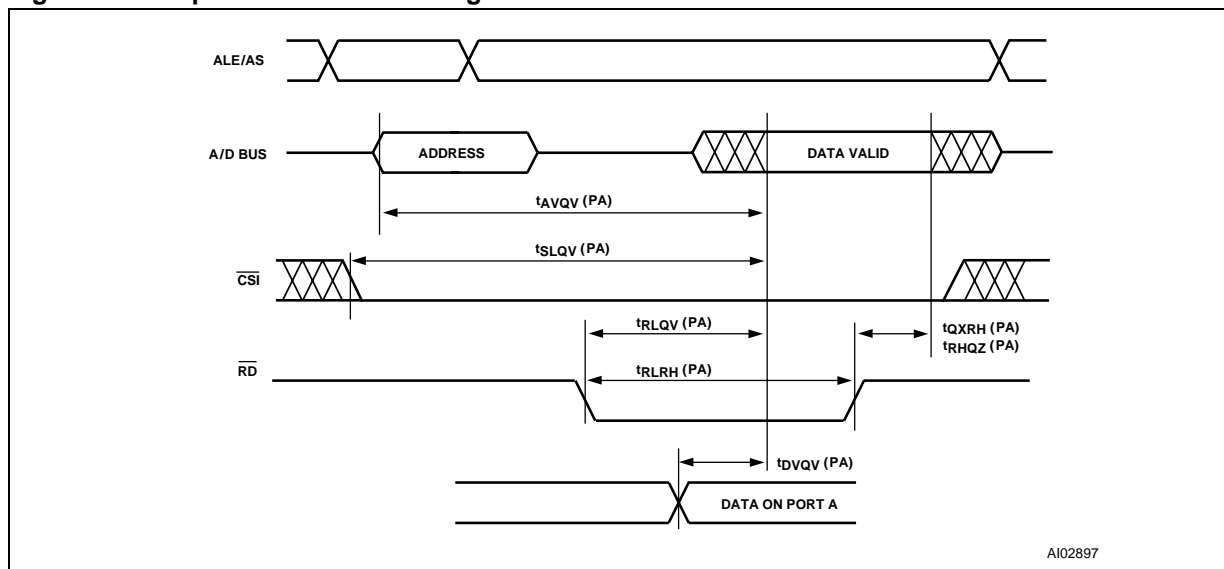 ALE/AS
A/D BUS
ADDRESS
DATA VALID
tAVQV (PA)
tSLQV (PA)
CSI
tRLQV (PA)
tQXRH (PA)
tRHQZ (PA)
RD
tRLRH (PA)
tDVQV (PA)
DATA ON PORT A
AI02897